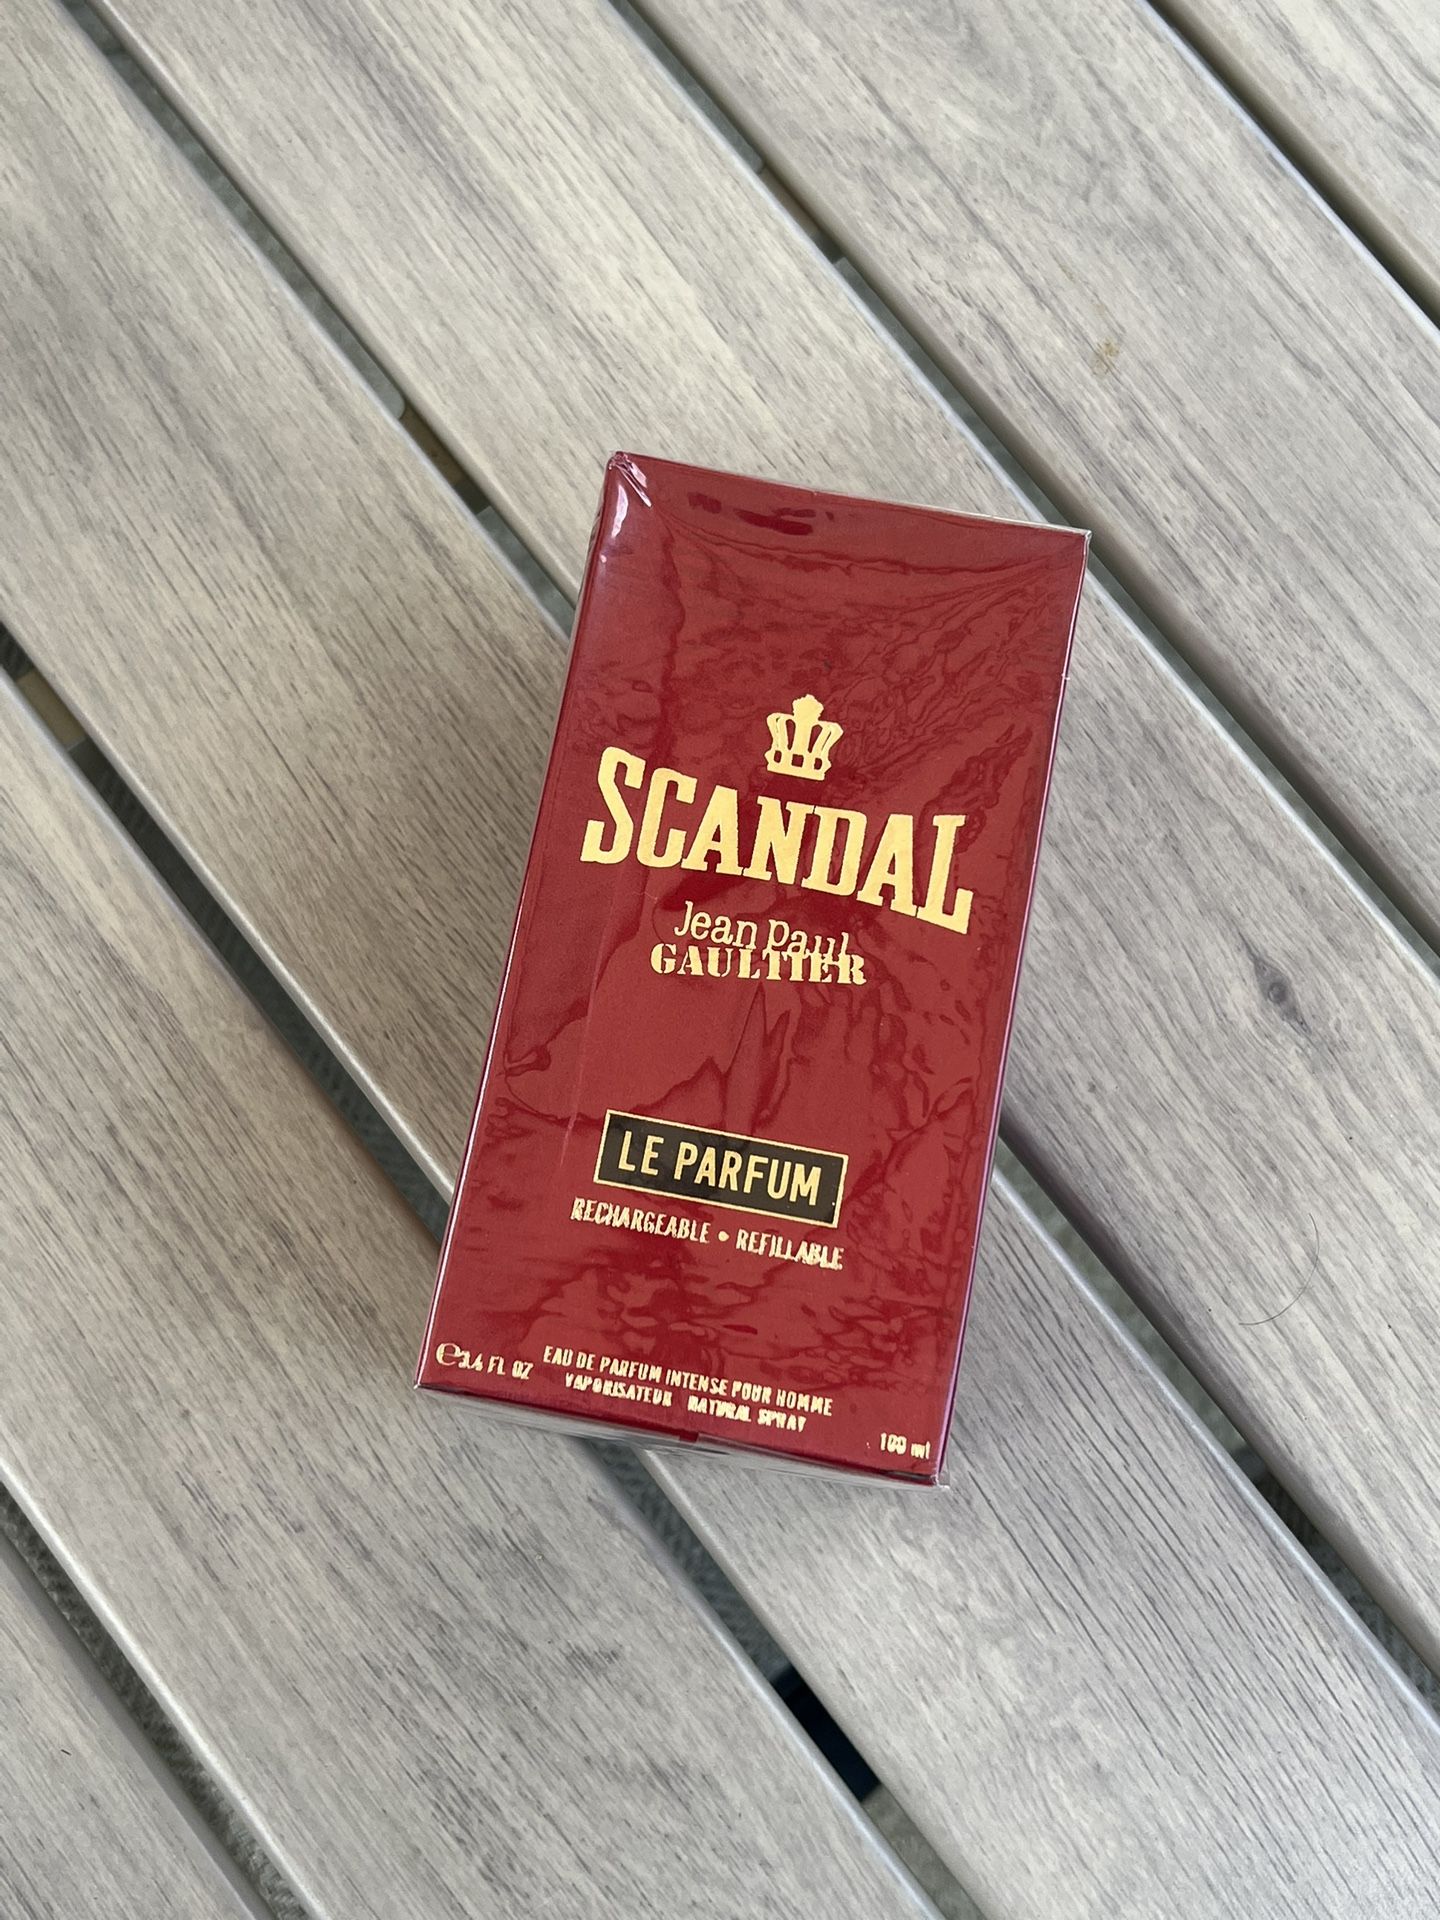 SCANDAL
Jean Paul
GAULTIER
LE PARFUM
RECHARGEABLE • REFILLABLE
℮3.4 FL OZ
EAU DE PARFUM INTENSE POUR HOMME
VAPORISATEUR NATURAL SPRAY
100 ml